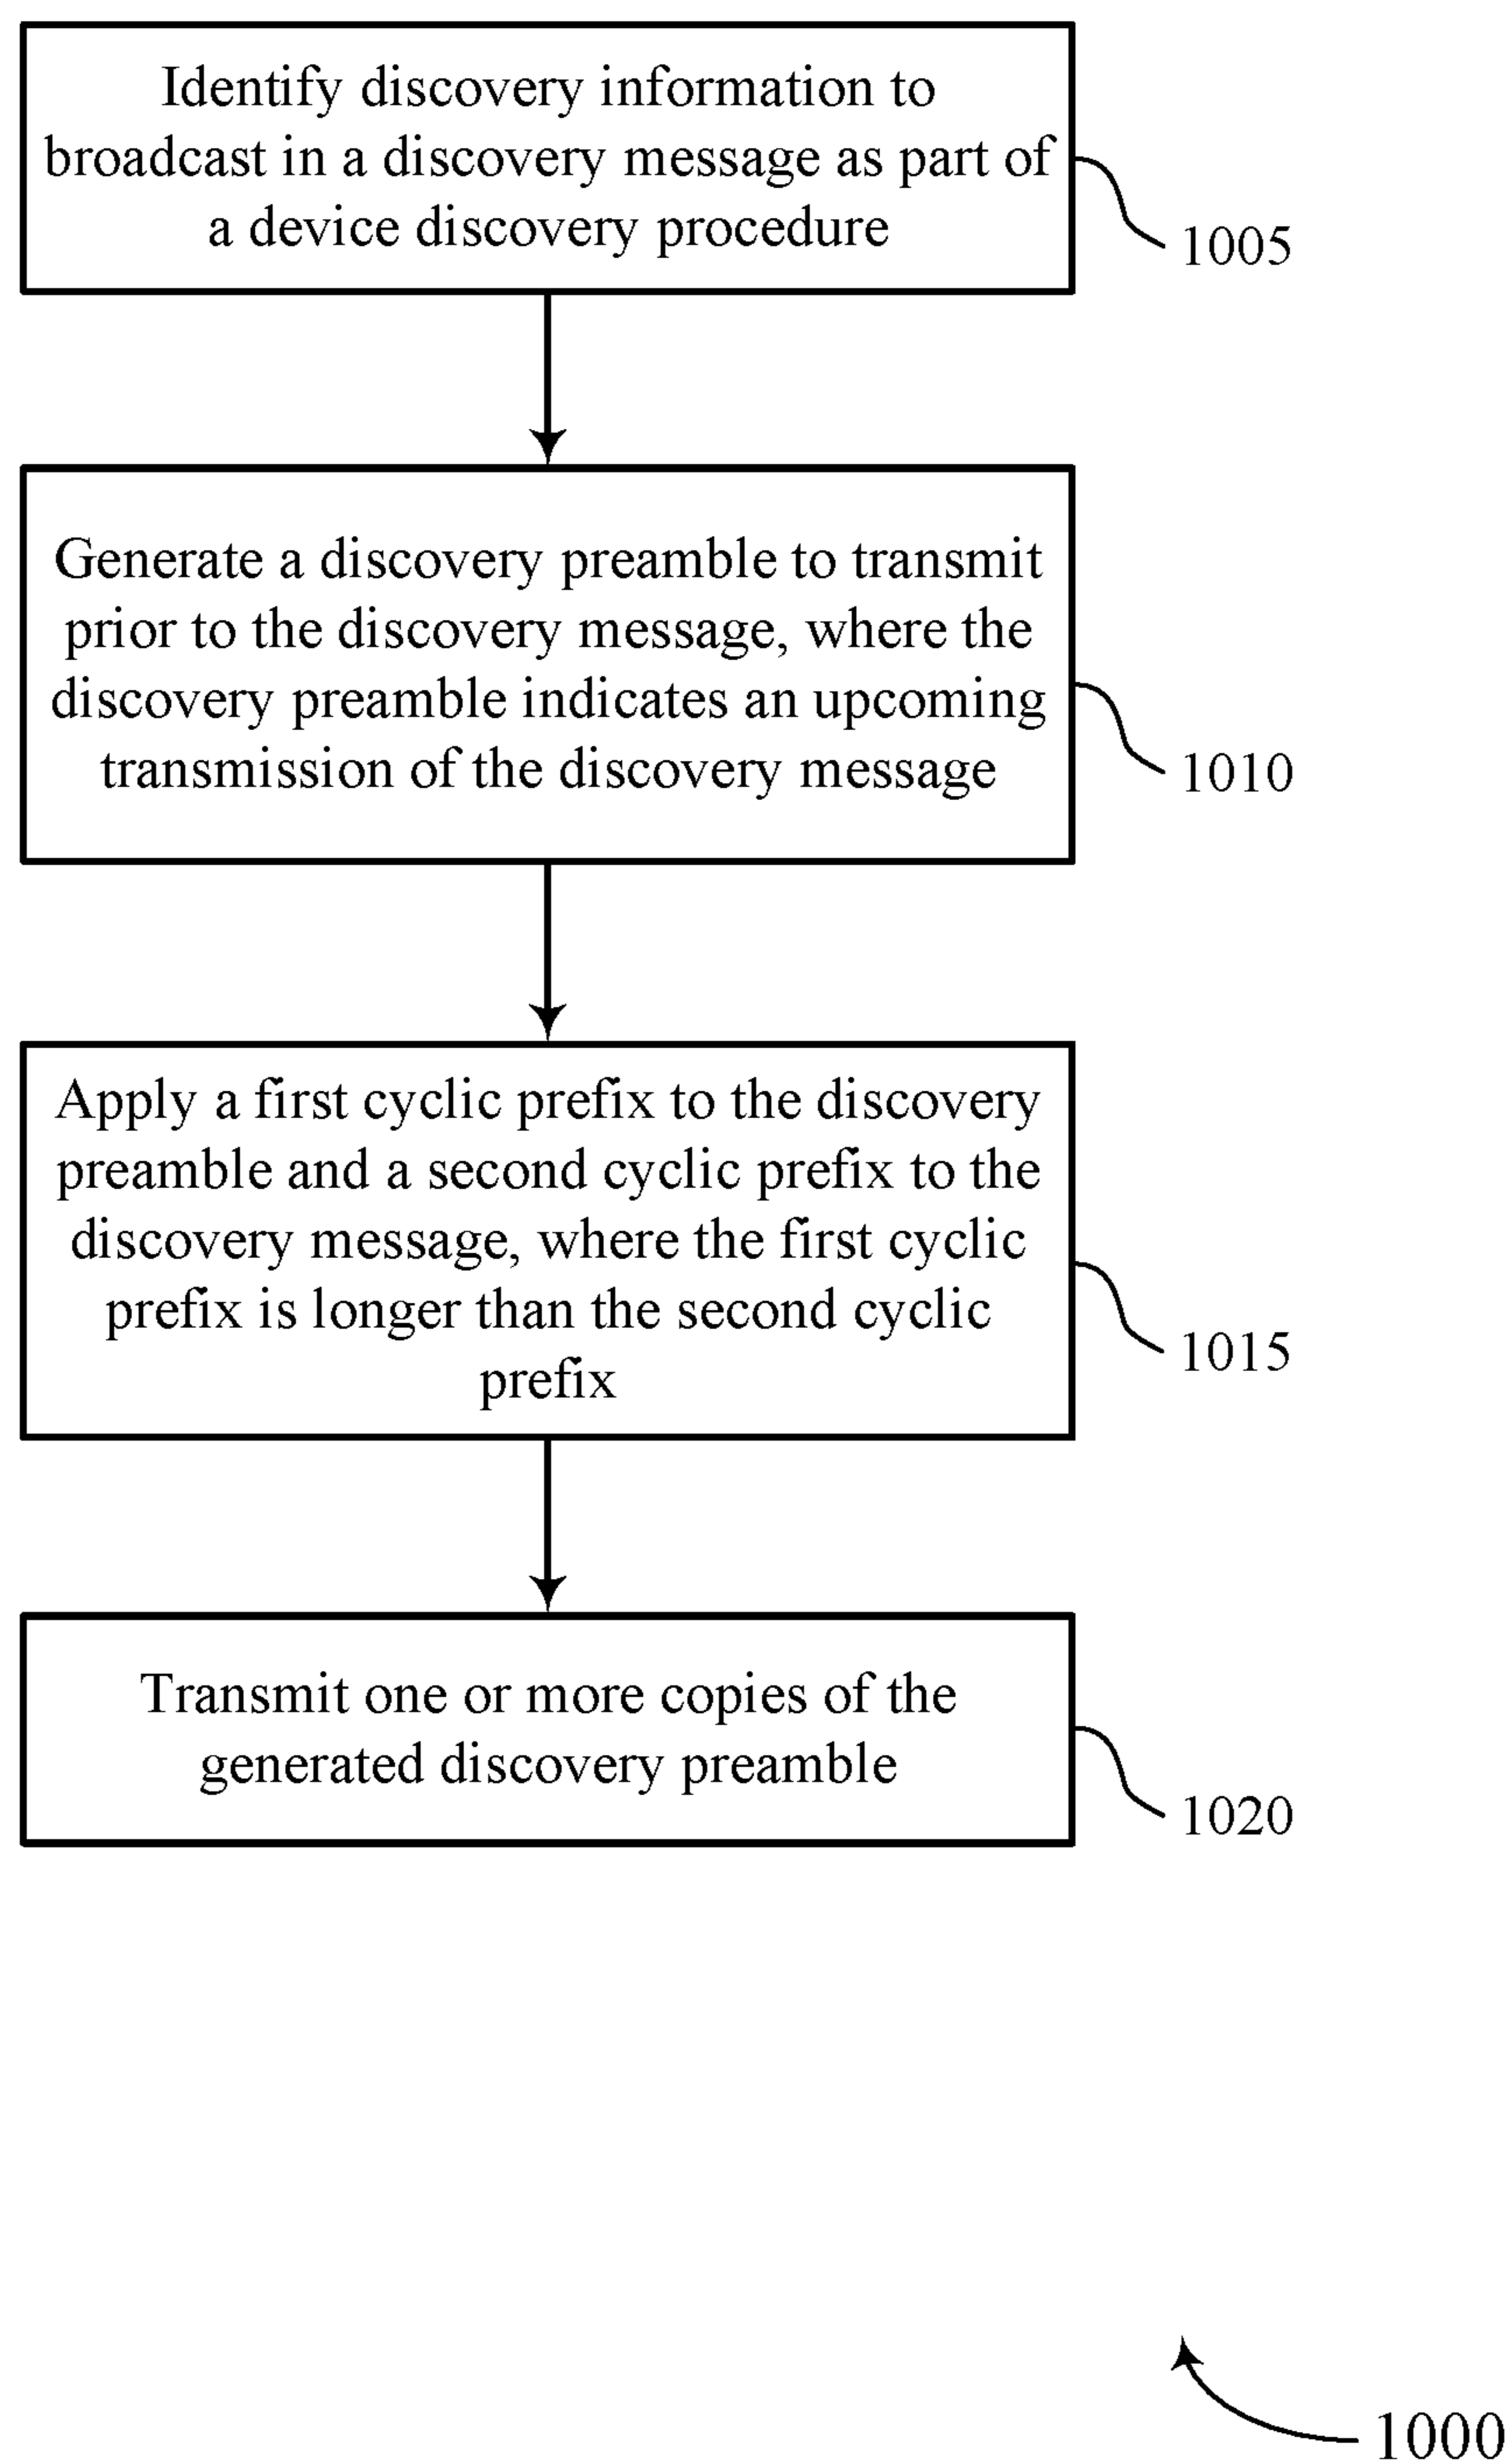 Identify discovery information to
broadcast in a discovery message as part of
a device discovery procedure
1005
Generate a discovery preamble to transmit
prior to the discovery message, where the
discovery preamble indicates an upcoming
transmission of the discovery message
1010
Apply a first cyclic prefix to the discovery
preamble and a second cyclic prefix to the
discovery message, where the first cyclic
prefix is longer than the second cyclic
prefix
1015
Transmit one or more copies of the
generated discovery preamble
1020
1000